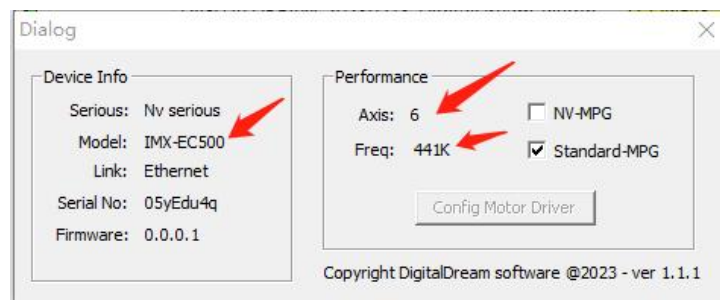 Dialog
Device Info
Serious: Nv serious
Model: IMX-EC500
Link: Ethernet
Serial No: 05yEdu4q
Firmware: 0.0.0.1
Performance
Axis: 6
NV-MPG
Freq: 441K
Standard-MPG
Config Motor Driver
Copyright DigitalDream software @2023 - ver 1.1.1